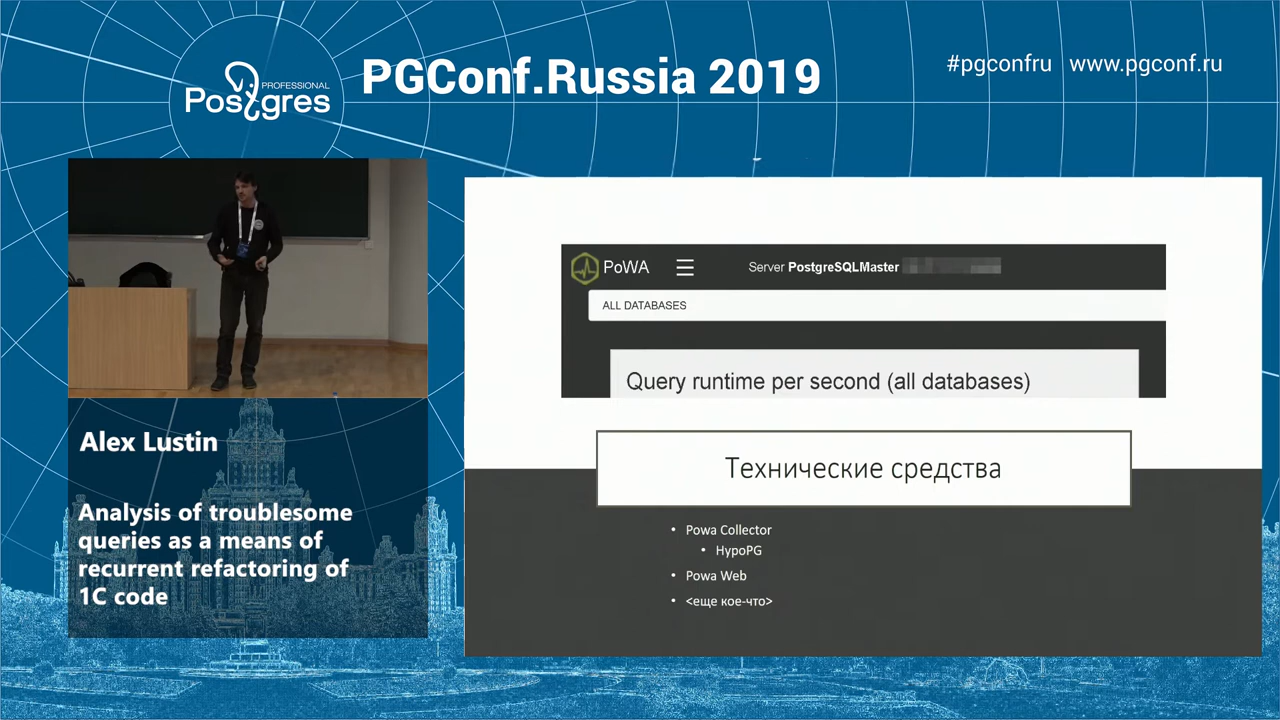 PROFESSIONAL
Postgres
PGConf.Russia 2019
#pgconfru www.pgconf.ru
PoWA
Server PostgreSQLMaster
ALL DATABASES
Query runtime per second (all databases)
Технические средства
• Powa Collector
• HypoPG
• Powa Web
• <еще кое-что>
Alex Lustin
Analysis of troublesome
queries as a means of
recurrent refactoring of
1C code